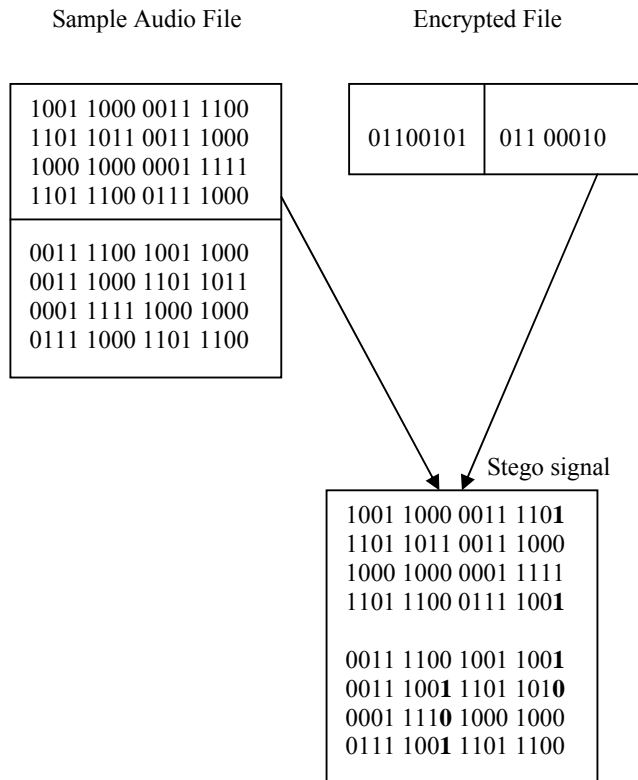 Sample Audio File
Encrypted File
1001 1000 0011 1100
1101 1011 0011 1000
1000 1000 0001 1111
1101 1100 0111 1000
0011 1100 1001 1000
0011 1000 1101 1011
0001 1111 1000 1000
0111 1000 1101 1100
01100101
011 00010
Stego signal
1001 1000 0011 1101
1101 1011 0011 1000
1000 1000 0001 1111
1101 1100 0111 1001
0011 1100 1001 1001
0011 1001 1101 1010
0001 1110 1000 1000
0111 1001 1101 1100